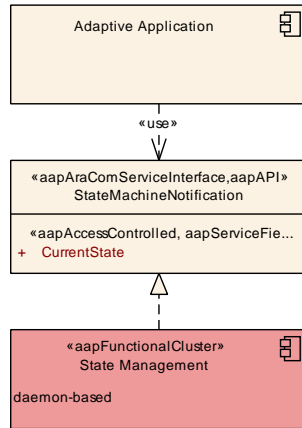 Adaptive Application
«use»
«aapAraComServiceInterface,aapAPI»
StateMachineNotification
«aapAccessControlled, aapServiceFie...
+ CurrentState
«aapFunctionalCluster»
State Management
daemon-based